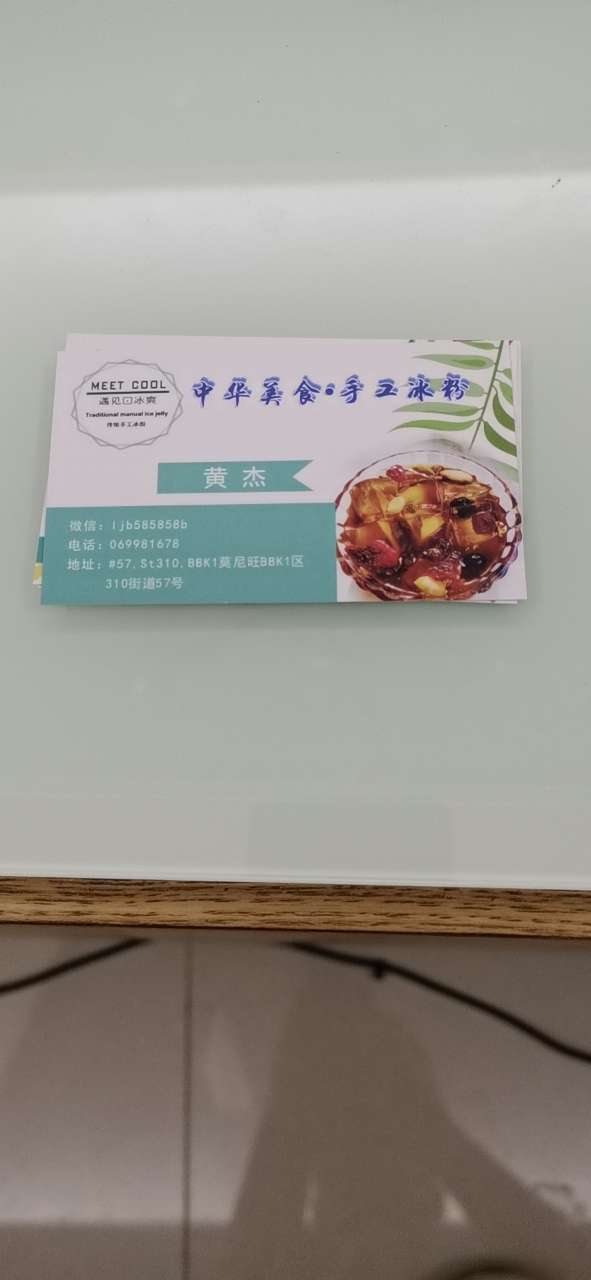 MEET COOL
遇见口冰爽
Traditional manual ice jelly
传统手工冰粉
中华美食•手工冰粉
黄杰
微信：ljb585858b
电话：069981678
地址：#57,St310,BBK1莫尼旺BBK1区
310街道57号